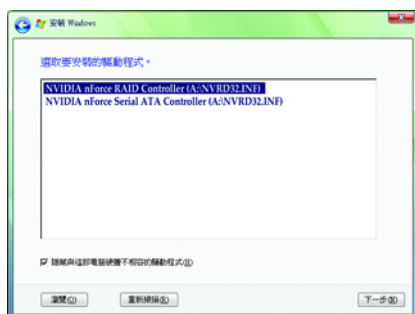 安裝 Windows
選取要安裝的驅動程式。
NVIDIA nForce RAID Controller (A:\NVRD32.INF)
NVIDIA nForce Serial ATA Controller (A:\NVRD32.INF)
隱藏與這部電腦硬體不相容的驅動程式(H)
瀏覽(O)
重新掃描(R)
下一步(N)